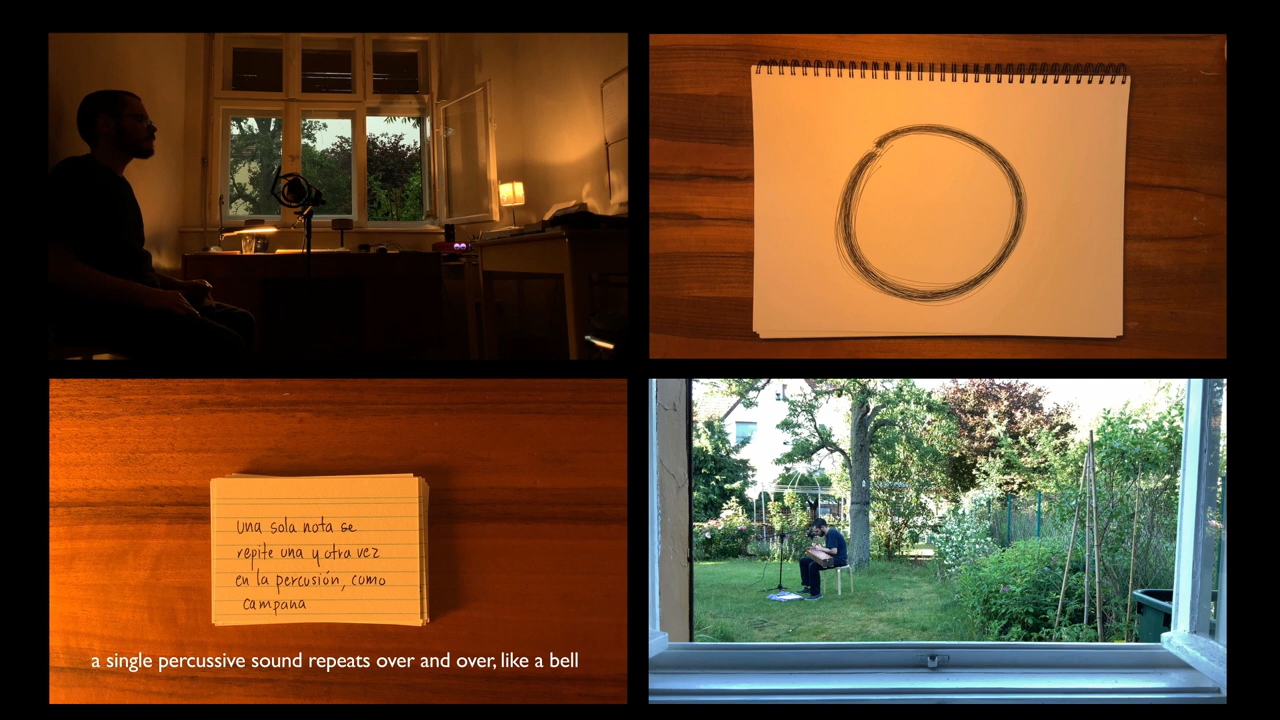 una sola nota se
repite una y otra vez
en la percusión, como
campana
a single percussive sound repeats over and over, like a bell